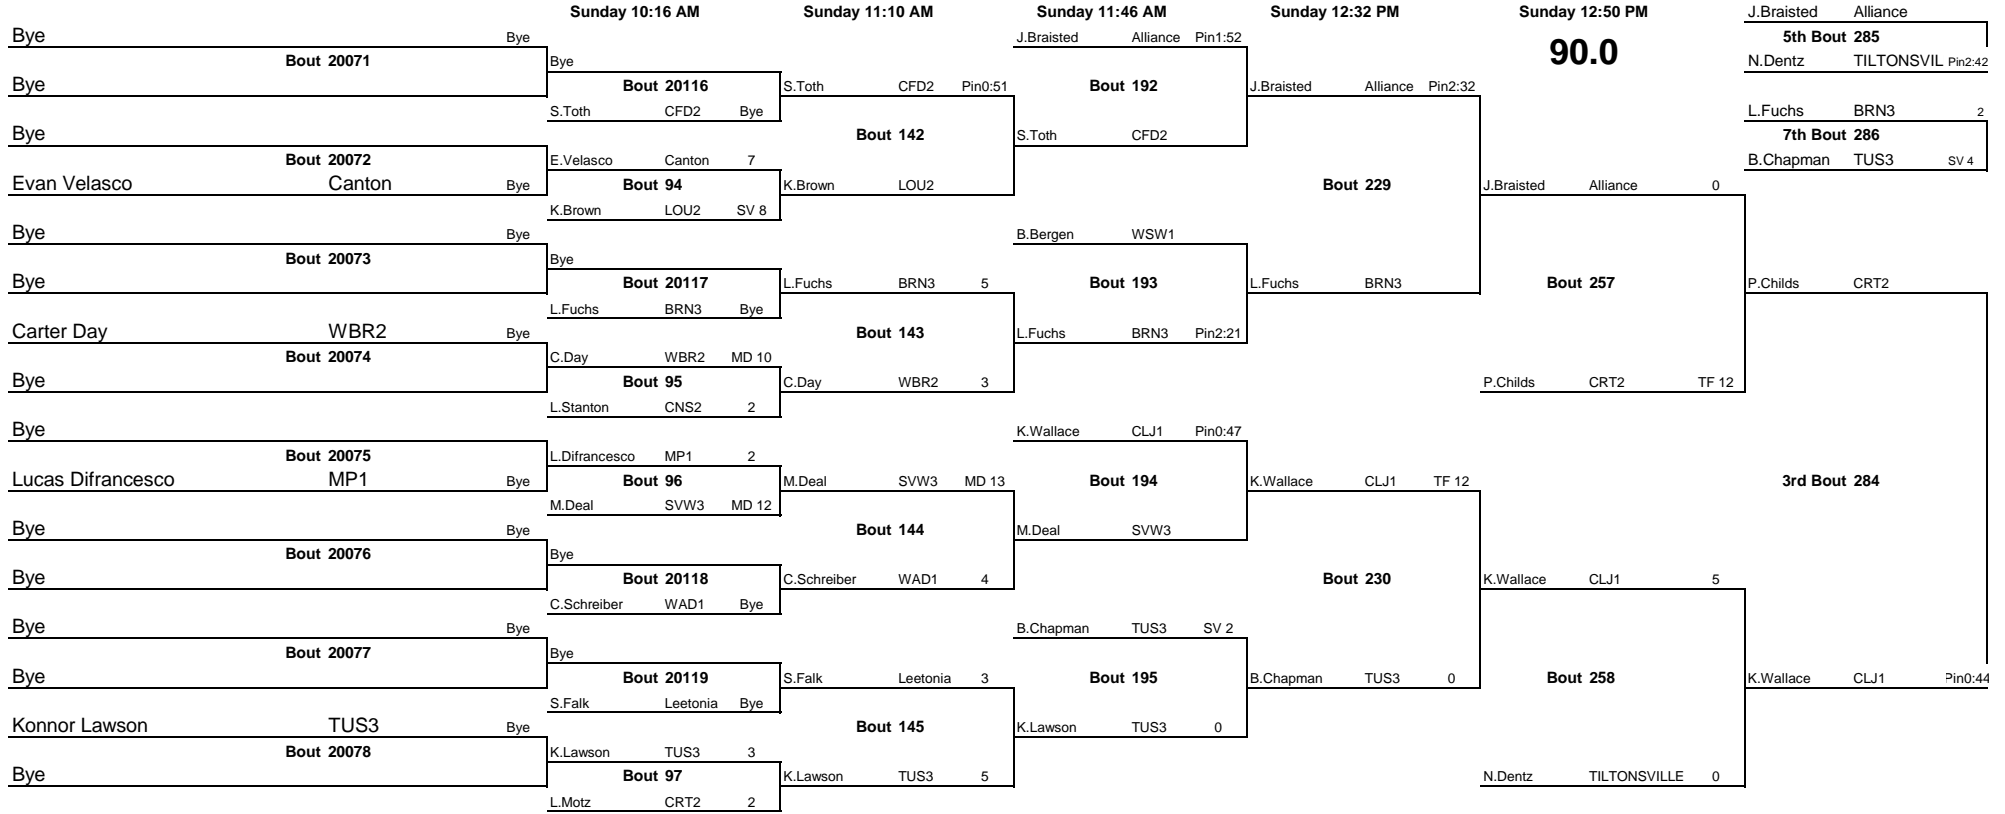 Sunday 10:16 AM Sunday 11:10 AM Sunday 11:46 AM Sunday 12:32 PM Sunday 12:50 PM J.Braisted Alliance
Bye Bye J.Braisted Alliance Pin1:52 90.0 5th Bout 285
Bout 20071 Bye N.Dentz TILTONSVIL Pin2:42
Bye Bout 20116 S.Toth CFD2 Pin0:51 Bout 192 J.Braisted Alliance Pin2:32
S.Toth CFD2 Bye L.Fuchs BRN3 2
Bye Bout 142 S.Toth CFD2 7th Bout 286
Bout 20072 E.Velasco Canton 7 B.Chapman TUS3 SV 4
Evan Velasco Canton Bye Bout 94 K.Brown LOU2 Bout 229 J.Braisted Alliance 0
K.Brown LOU2 SV 8
Bye Bye B.Bergen WSW1
Bout 20073 Bye
Bye Bout 20117 L.Fuchs BRN3 5 Bout 193 L.Fuchs BRN3 Bout 257 P.Childs CRT2
L.Fuchs BRN3 Bye
Carter Day WBR2 Bye Bout 143 L.Fuchs BRN3 Pin2:21
Bout 20074 C.Day WBR2 MD 10
Bye Bout 95 C.Day WBR2 3 P.Childs CRT2 TF 12
L.Stanton CNS2 2
Bye K.Wallace CLJ1 Pin0:47
Bout 20075 L.Difrancesco MP1 2
Lucas Difrancesco MP1 Bye Bout 96 M.Deal SVW3 MD 13 Bout 194 K.Wallace CLJ1 TF 12 3rd Bout 284
M.Deal SVW3 MD 12
Bye Bye Bout 144 M.Deal SVW3
Bout 20076 Bye
Bye Bout 20118 C.Schreiber WAD1 4 Bout 230 K.Wallace CLJ1 5
C.Schreiber WAD1 Bye
Bye Bye B.Chapman TUS3 SV 2
Bout 20077 Bye
Bye Bout 20119 S.Falk Leetonia 3 Bout 195 B.Chapman TUS3 0 Bout 258 K.Wallace CLJ1 Pin0:44
S.Falk Leetonia Bye
Konnor Lawson TUS3 Bye Bout 145 K.Lawson TUS3 0
Bout 20078 K.Lawson TUS3 3
Bye Bout 97 K.Lawson TUS3 5 N.Dentz TILTONSVILLE 0
L.Motz CRT2 2